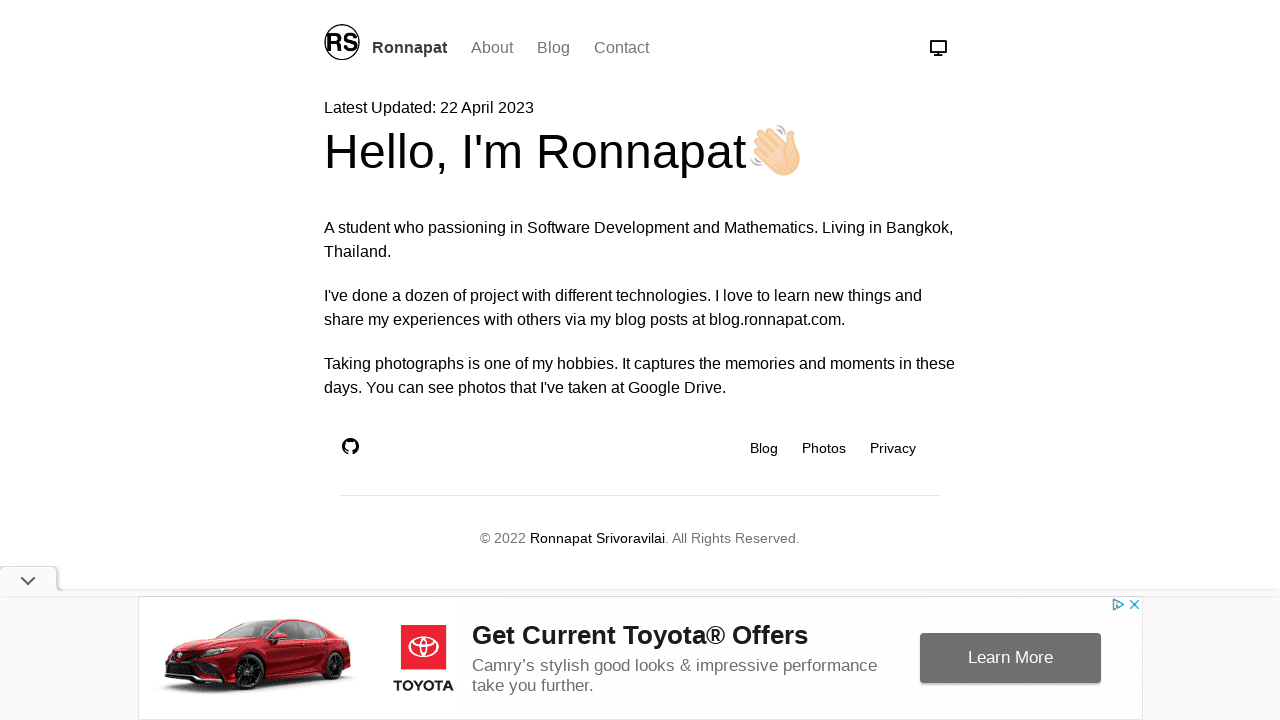 RS
Ronnapat About Blog Contact
Latest Updated: 22 April 2023
Hello, I'm Ronnapat👋🏻
A student who passioning in Software Development and Mathematics. Living in Bangkok,
Thailand.
I've done a dozen of project with different technologies. I love to learn new things and
share my experiences with others via my blog posts at blog.ronnapat.com.
Taking photographs is one of my hobbies. It captures the memories and moments in these
days. You can see photos that I've taken at Google Drive.
Blog Photos Privacy
© 2022 Ronnapat Srivoravilai. All Rights Reserved.
TOYOTA
Get Current Toyota® Offers
Camry's stylish good looks & impressive performance
take you further.
Learn More